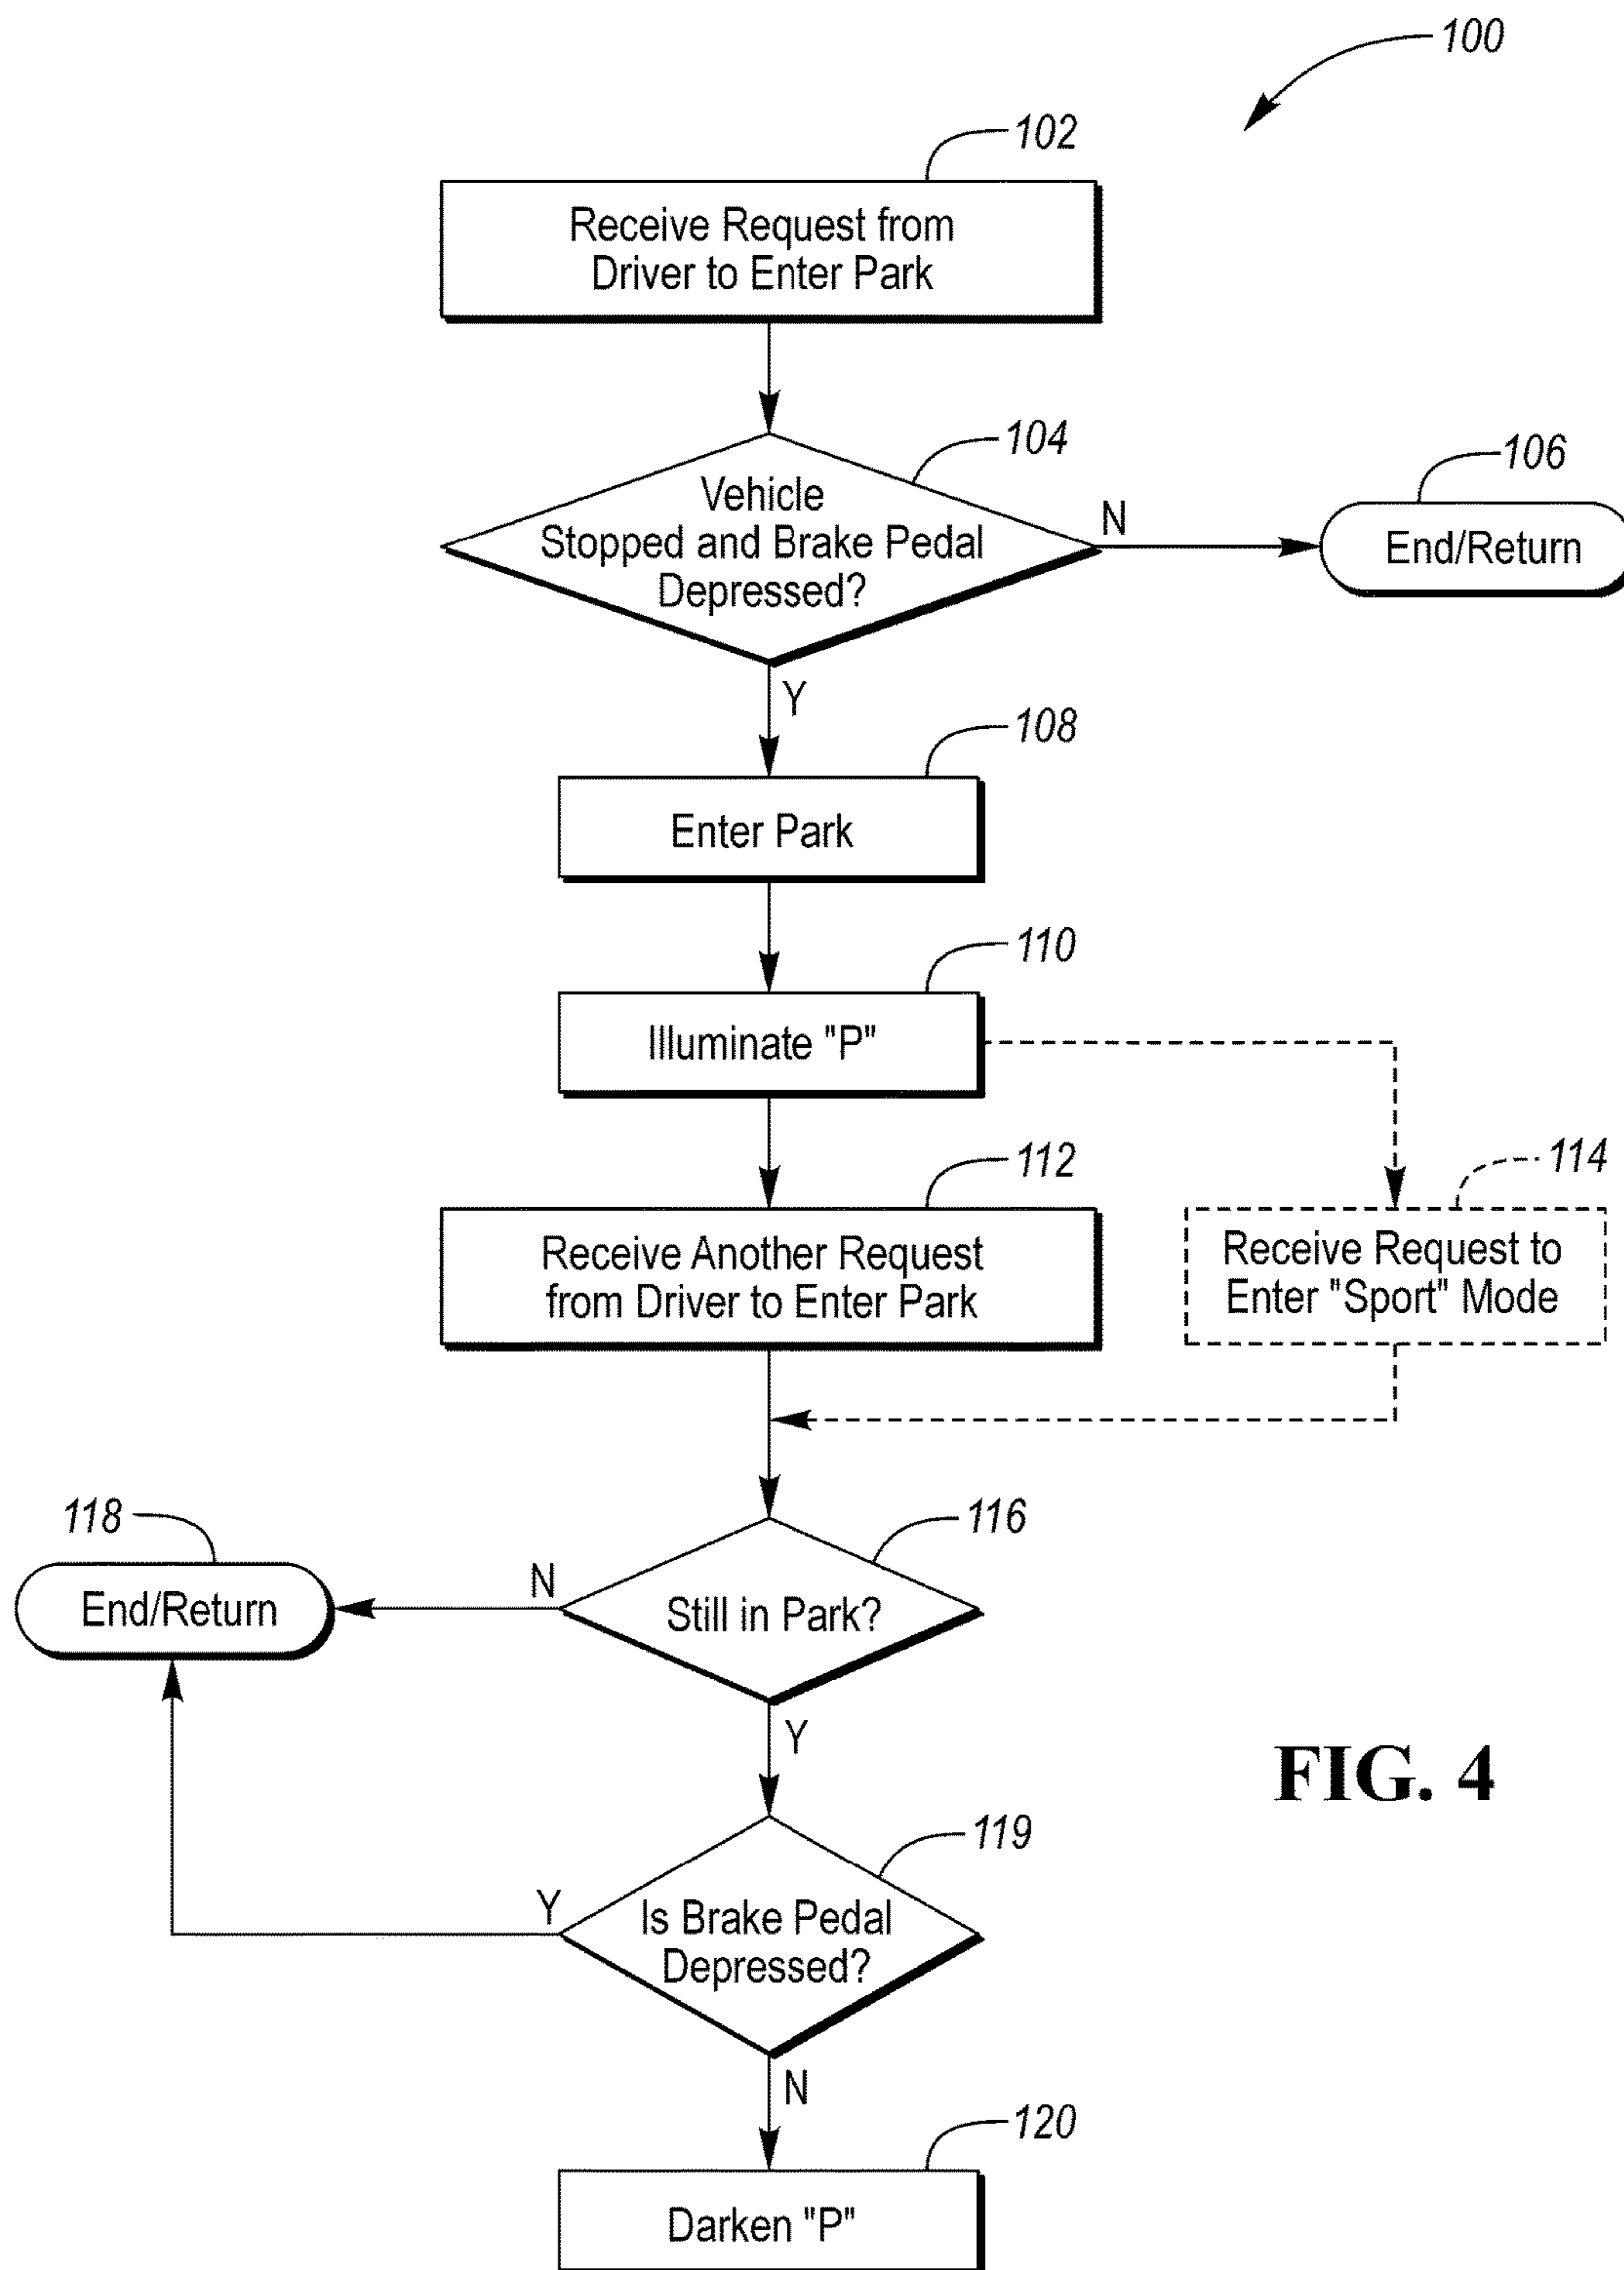 100
102
Receive Request from
Driver to Enter Park
104
Vehicle
Stopped and Brake Pedal
Depressed?
N
106
End/Return
Y
108
Enter Park
110
Illuminate "P"
112
Receive Another Request
from Driver to Enter Park
114
Receive Request to
Enter "Sport" Mode
116
Still in Park?
N
118
End/Return
Y
FIG. 4
119
Is Brake Pedal
Depressed?
Y
N
120
Darken "P"